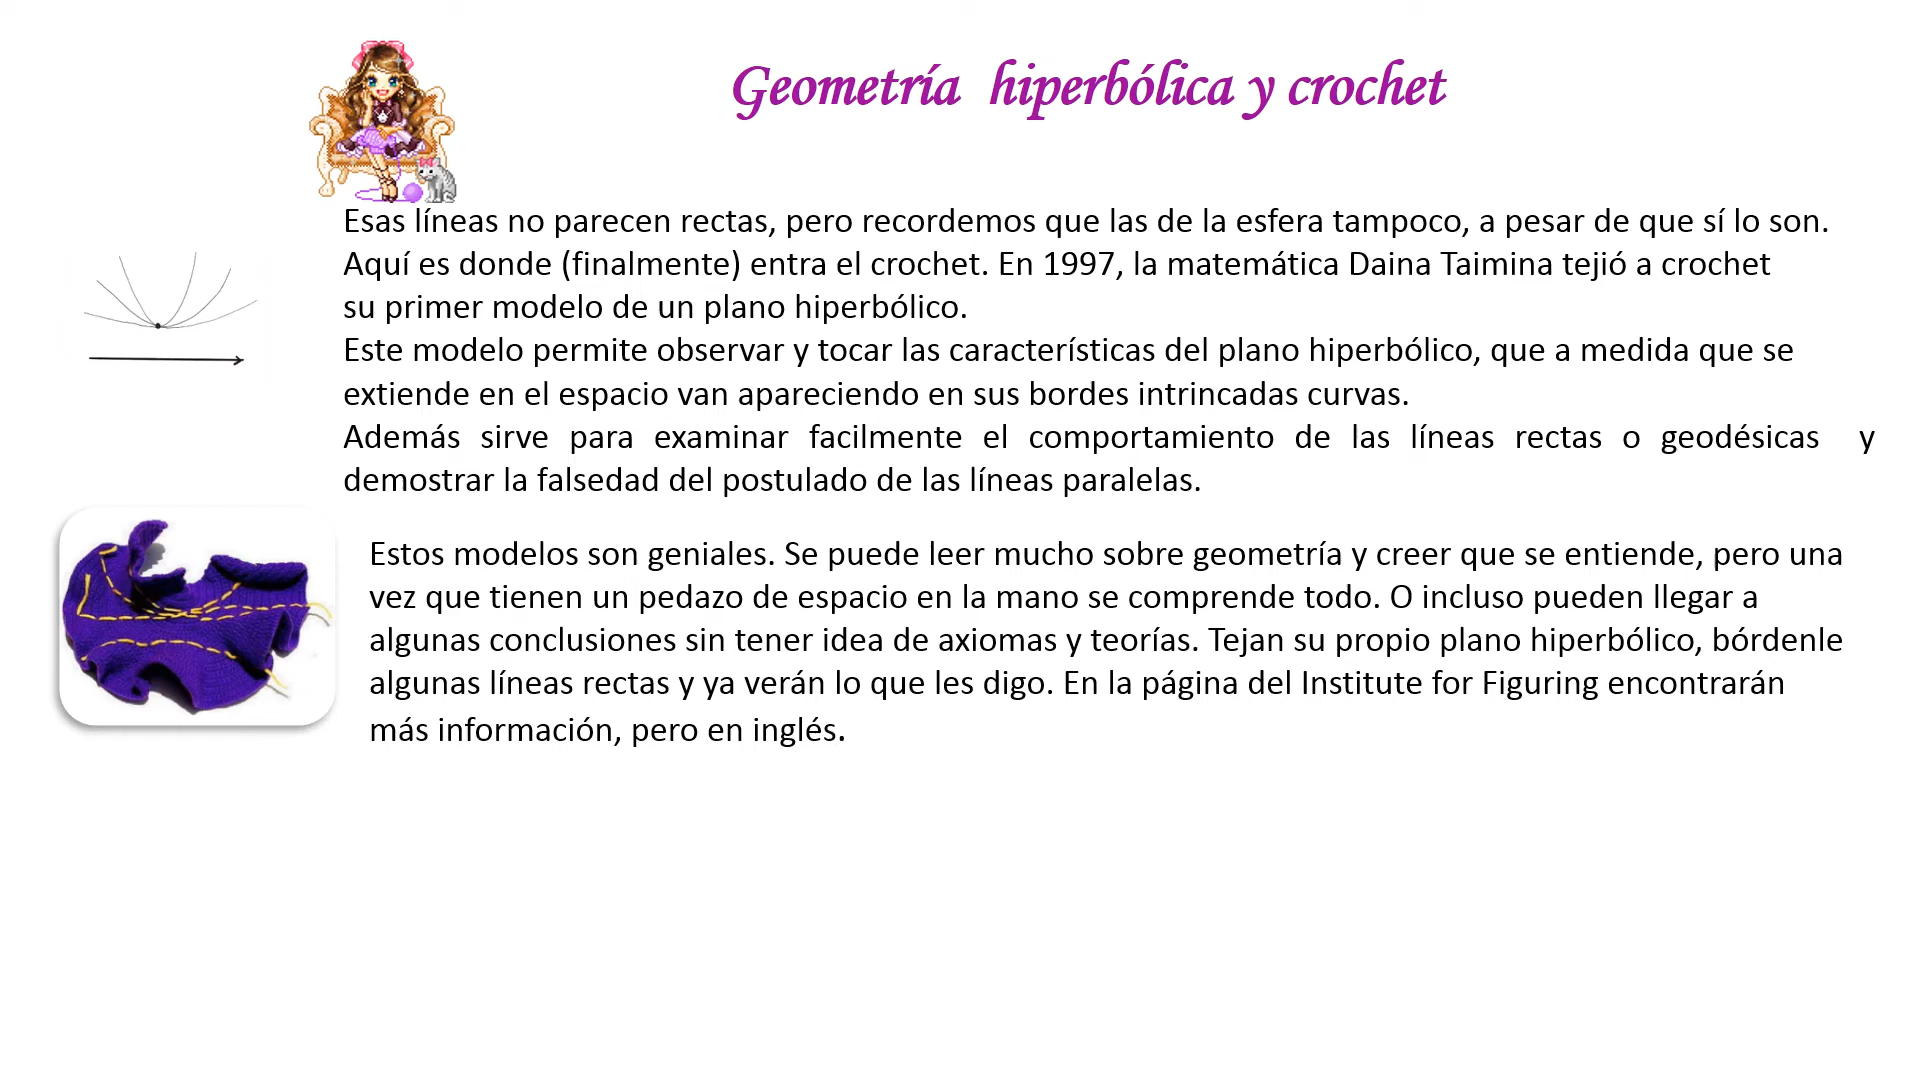 Geometría hiperbólica y crochet
Esas líneas no parecen rectas, pero recordemos que las de la esfera tampoco, a pesar de que sí lo son.
Aquí es donde (finalmente) entra el crochet. En 1997, la matemática Daina Taimina tejió a crochet
su primer modelo de un plano hiperbólico.
Este modelo permite observar y tocar las características del plano hiperbólico, que a medida que se
extiende en el espacio van apareciendo en sus bordes intrincadas curvas.
Además sirve para examinar facilmente el comportamiento de las líneas rectas o geodésicas y
demostrar la falsedad del postulado de las líneas paralelas.
Estos modelos son geniales. Se puede leer mucho sobre geometría y creer que se entiende, pero una
vez que tienen un pedazo de espacio en la mano se comprende todo. O incluso pueden llegar a
algunas conclusiones sin tener idea de axiomas y teorías. Tejan su propio plano hiperbólico, bórdenle
algunas líneas rectas y ya verán lo que les digo. En la página del Institute for Figuring encontrarán
más información, pero en inglés.